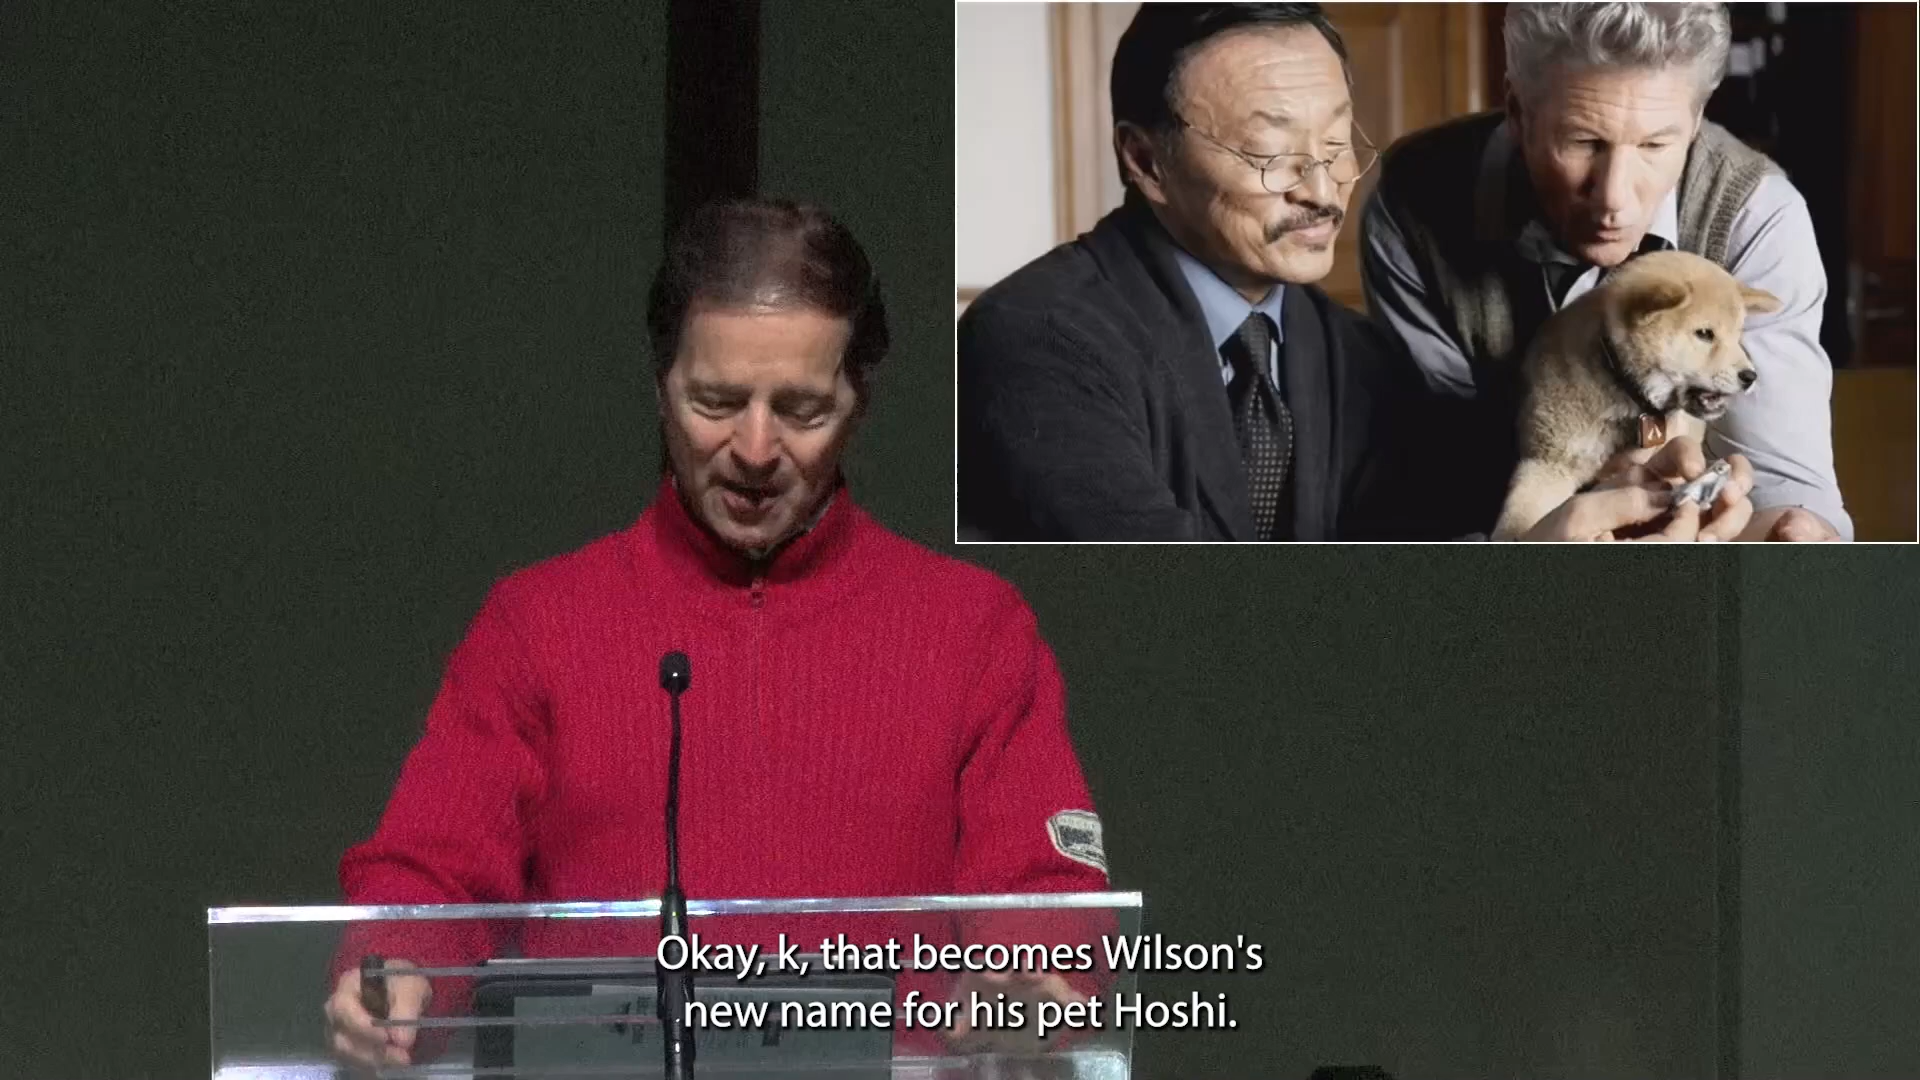 Okay, k, that becomes Wilson's
new name for his pet Hoshi.